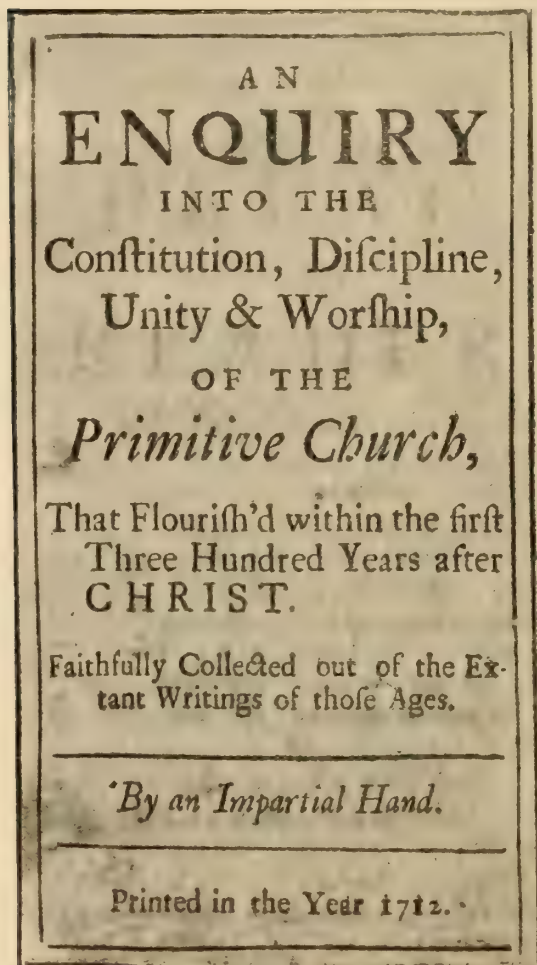 AN
ENQUIRY
INTO THE
Conſtitution, Diſcipline,
Unity & Worſhip,
OF THE
Primitive Church,
That Flouriſh'd within the firſt
Three Hundred Years after
CHRIST.
Faithfully Collected out of the Ex-
tant Writings of thoſe Ages.
By an Impartial Hand.
Printed in the Year 1712.